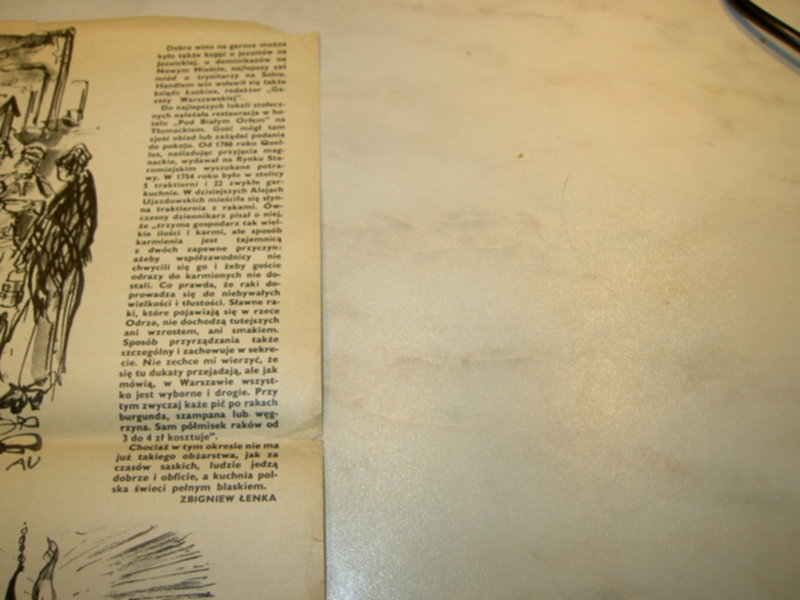 Dobre wino na garnce można
było także kupić u jezuitów na
Jezuickiej, u dominikanów na
Nowym Mieście, najlepszy zaś
miód u trynitarzy na Solcu.
Handlem win wsławił się także
ksiądz Łuskina, redaktor „Ga-
zety Warszawskiej".
Do najlepszych lokali stołecz-
nych należała restauracja w ho-
telu „Pod Białym Orłem" na
Tłomackiem. Gość mógł tam
zjeść obiad lub zażądać podania
do pokoju. Od 1766 roku Quel-
lus, naśladując przyjęcia mag-
nackie, wydawał na Rynku Sta-
romiejskim wyszukane potra-
wy. W 1754 roku było w stolicy
5 traktierni i 22 zwykłe gar-
kuchnie. W dzisiejszych Alejach
Ujazdowskich mieściła się słyn-
na traktiernia z rakami. Ów-
czesny dziennikarz pisał o niej,
że „trzyma gospodarz tak wiel-
kie ilości i karmi, ale sposób
karmienia jest tajemnicą
z dwóch zapewne przyczyn:
ażeby współzawodnicy nie
chwycili się go i żeby goście
odrazy do karmionych nie do-
stali. Co prawda, że raki do-
prowadza się do niebywałych
wielkości i tłustości. Sławne ra-
ki, które pojawiają się w rzece
Odrze, nie dochodzą tutejszych
ani wzrostem, ani smakiem.
Sposób przyrządzania także
szczególny i zachowuje w sekre-
cie. Nie zechce mi wierzyć, że
się tu dukaty przejadają, ale jak
mówią, w Warszawie wszyst-
ko jest wyborne i drogie. Przy
tym zwyczaj każe pić po rakach
burgunda, szampana lub węg-
rzyna. Sam półmisek raków od
3 do 4 zł kosztuje".
Chociaż w tym okresie nie ma
już takiego obżarstwa, jak za
czasów saskich, ludzie jedzą
dobrze i obficie, a kuchnia pol-
ska świeci pełnym blaskiem.
ZBIGNIEW ŁENKA